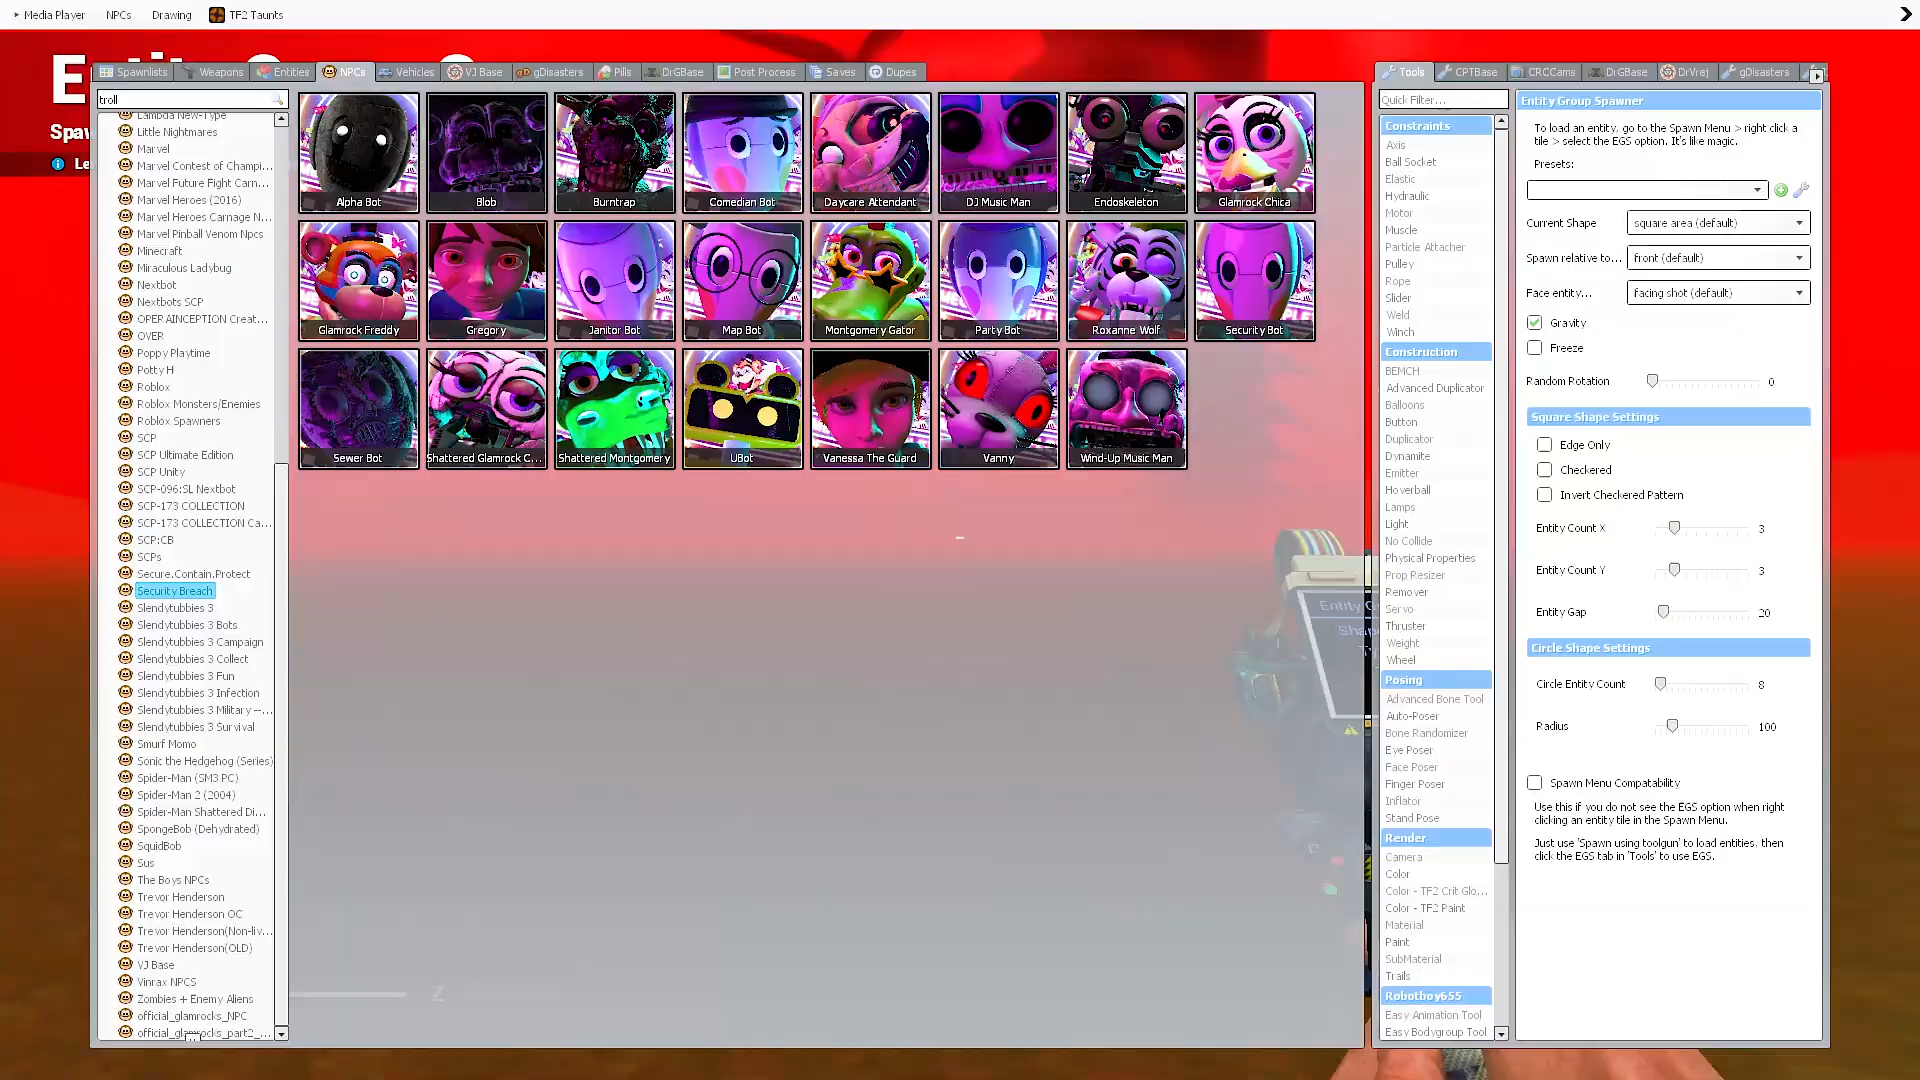 Media Player NPCs Drawing TF2 Taunts
Spawnlists Weapons Entities NPCs Vehicles VJ Base gDisasters Pills DrGBase Post Process Saves Dupes
troll
Lambda New-Type
Little Nightmares
Marvel
Marvel Contest of Champi...
Marvel Future Fight Carn...
Marvel Heroes (2016)
Marvel Heroes Carnage N...
Marvel Pinball Venom Npcs
Minecraft
Miraculous Ladybug
Nextbot
Nextbots SCP
OPERAINCEPTION Creat...
OVER
Poppy Playtime
Potty H
Roblox
Roblox Monsters/Enemies
Roblox Spawners
SCP
SCP Ultimate Edition
SCP Unity
SCP-096:SL Nextbot
SCP-173 COLLECTION
SCP-173 COLLECTION Ca...
SCP:CB
SCPs
Secure.Contain.Protect
Security Breach
Slendytubbies 3
Slendytubbies 3 Bots
Slendytubbies 3 Campaign
Slendytubbies 3 Collect
Slendytubbies 3 Fun
Slendytubbies 3 Infection
Slendytubbies 3 Military --...
Slendytubbies 3 Survival
Smurf Momo
Sonic the Hedgehog (Series)
Spider-Man (SM3 PC)
Spider-Man 2 (2004)
Spider-Man Shattered Di...
SpongeBob (Dehydrated)
SquidBob
Sus
The Boys NPCs
Trevor Henderson
Trevor Henderson OC
Trevor Henderson(Non-liv...
Trevor Henderson(OLD)
VJ Base
Vinrax NPCS
Zombies + Enemy Aliens
official_glamrocks_NPC
official_glamrocks_part2_...
Alpha Bot Blob Burntrap Comedian Bot Daycare Attendant DJ Music Man Endoskeleton Glamrock Chica
Glamrock Freddy Gregory Janitor Bot Map Bot Montgomery Gator Party Bot Roxanne Wolf Security Bot
Sewer Bot Shattered Glamrock C... Shattered Montgomery UBot Vanessa The Guard Vanny Wind-Up Music Man
Z
Tools CPTBase CRCCams DrGBase DrVrej gDisasters
Quick Filter...
Constraints
Axis
Ball Socket
Elastic
Hydraulic
Motor
Muscle
Particle Attacher
Pulley
Rope
Slider
Weld
Winch
Construction
BEMCH
Advanced Duplicator
Balloons
Button
Duplicator
Dynamite
Emitter
Hoverball
Lamps
Light
No Collide
Physical Properties
Prop Resizer
Remover
Servo
Thruster
Weight
Wheel
Posing
Advanced Bone Tool
Auto-Poser
Bone Randomizer
Eye Poser
Face Poser
Finger Poser
Inflator
Stand Pose
Render
Camera
Color
Color - TF2 Crit Glo...
Color - TF2 Paint
Material
Paint
SubMaterial
Trails
Robotboy655
Easy Animation Tool
Easy Bodygroup Tool
Entity Group Spawner
To load an entity, go to the Spawn Menu > right click a
tile > select the EGS option. It's like magic.
Presets:
Current Shape square area (default)
Spawn relative to... front (default)
Face entity... facing shot (default)
Gravity
Freeze
Random Rotation 0
Square Shape Settings
Edge Only
Checkered
Invert Checkered Pattern
Entity Count X 3
Entity Count Y 3
Entity Gap 20
Circle Shape Settings
Circle Entity Count 8
Radius 100
Spawn Menu Compatability
Use this if you do not see the EGS option when right
clicking an entity tile in the Spawn Menu.
Just use 'Spawn using toolgun' to load entities, then
click the EGS tab in 'Tools' to use EGS.